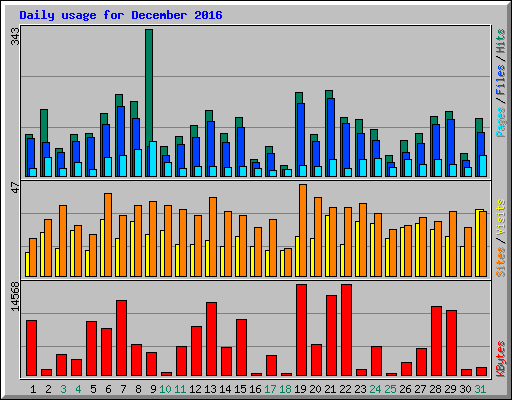 Daily usage for December 2016
343
Pages / Files / Hits
47
Sites / Visits
14568
KBytes
1 2 3 4 5 6 7 8 9 10 11 12 13 14 15 16 17 18 19 20 21 22 23 24 25 26 27 28 29 30 31